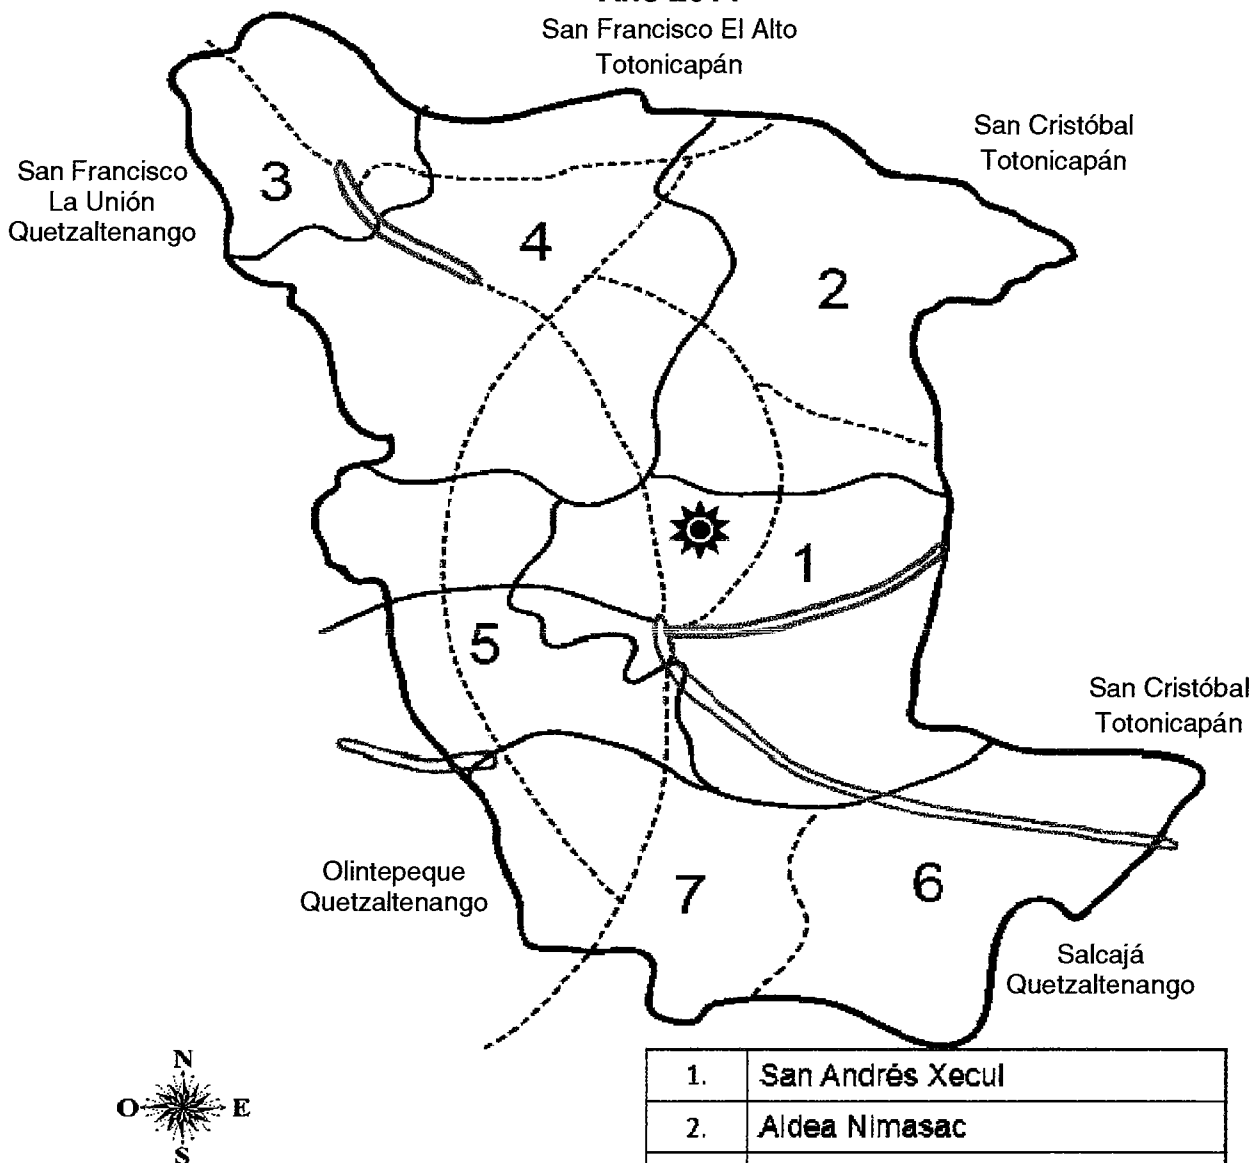 San Francisco El Alto
Totonicapán
San Cristóbal
Totonicapán
San Francisco
La Unión
Quetzaltenango
3
4
2
1
5
San Cristóbal
Totonicapán
Olintepeque
Quetzaltenango
7
6
Salcajá
Quetzaltenango
N
O E
S
1. San Andrés Xecul
2. Aldea Nimasac